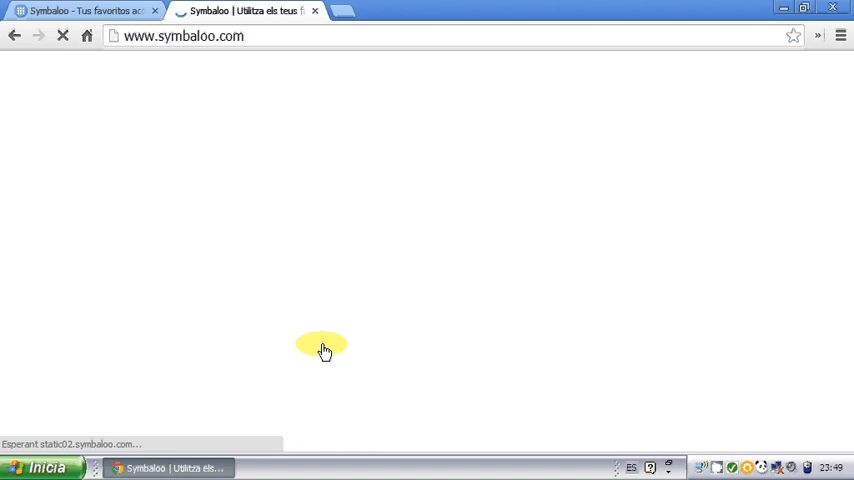 Symbaloo - Tus favoritos acc
Symbaloo | Utilitza els teus f
www.symbaloo.com
»
Esperant static02.symbaloo.com...
Inicia
Symbaloo | Utilitza els...
ES
23:49